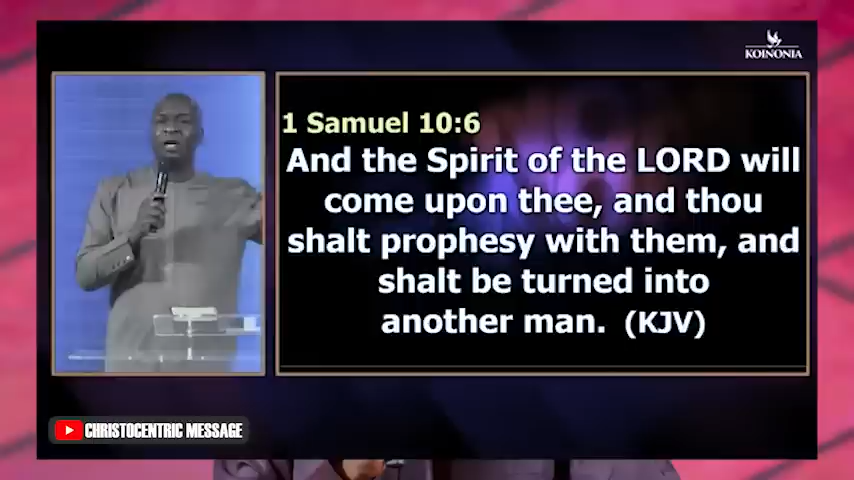 KOINONIA
1 Samuel 10:6
And the Spirit of the LORD will
come upon thee, and thou
shalt prophesy with them, and
shalt be turned into
another man. (KJV)
CHRISTOCENTRIC MESSAGE